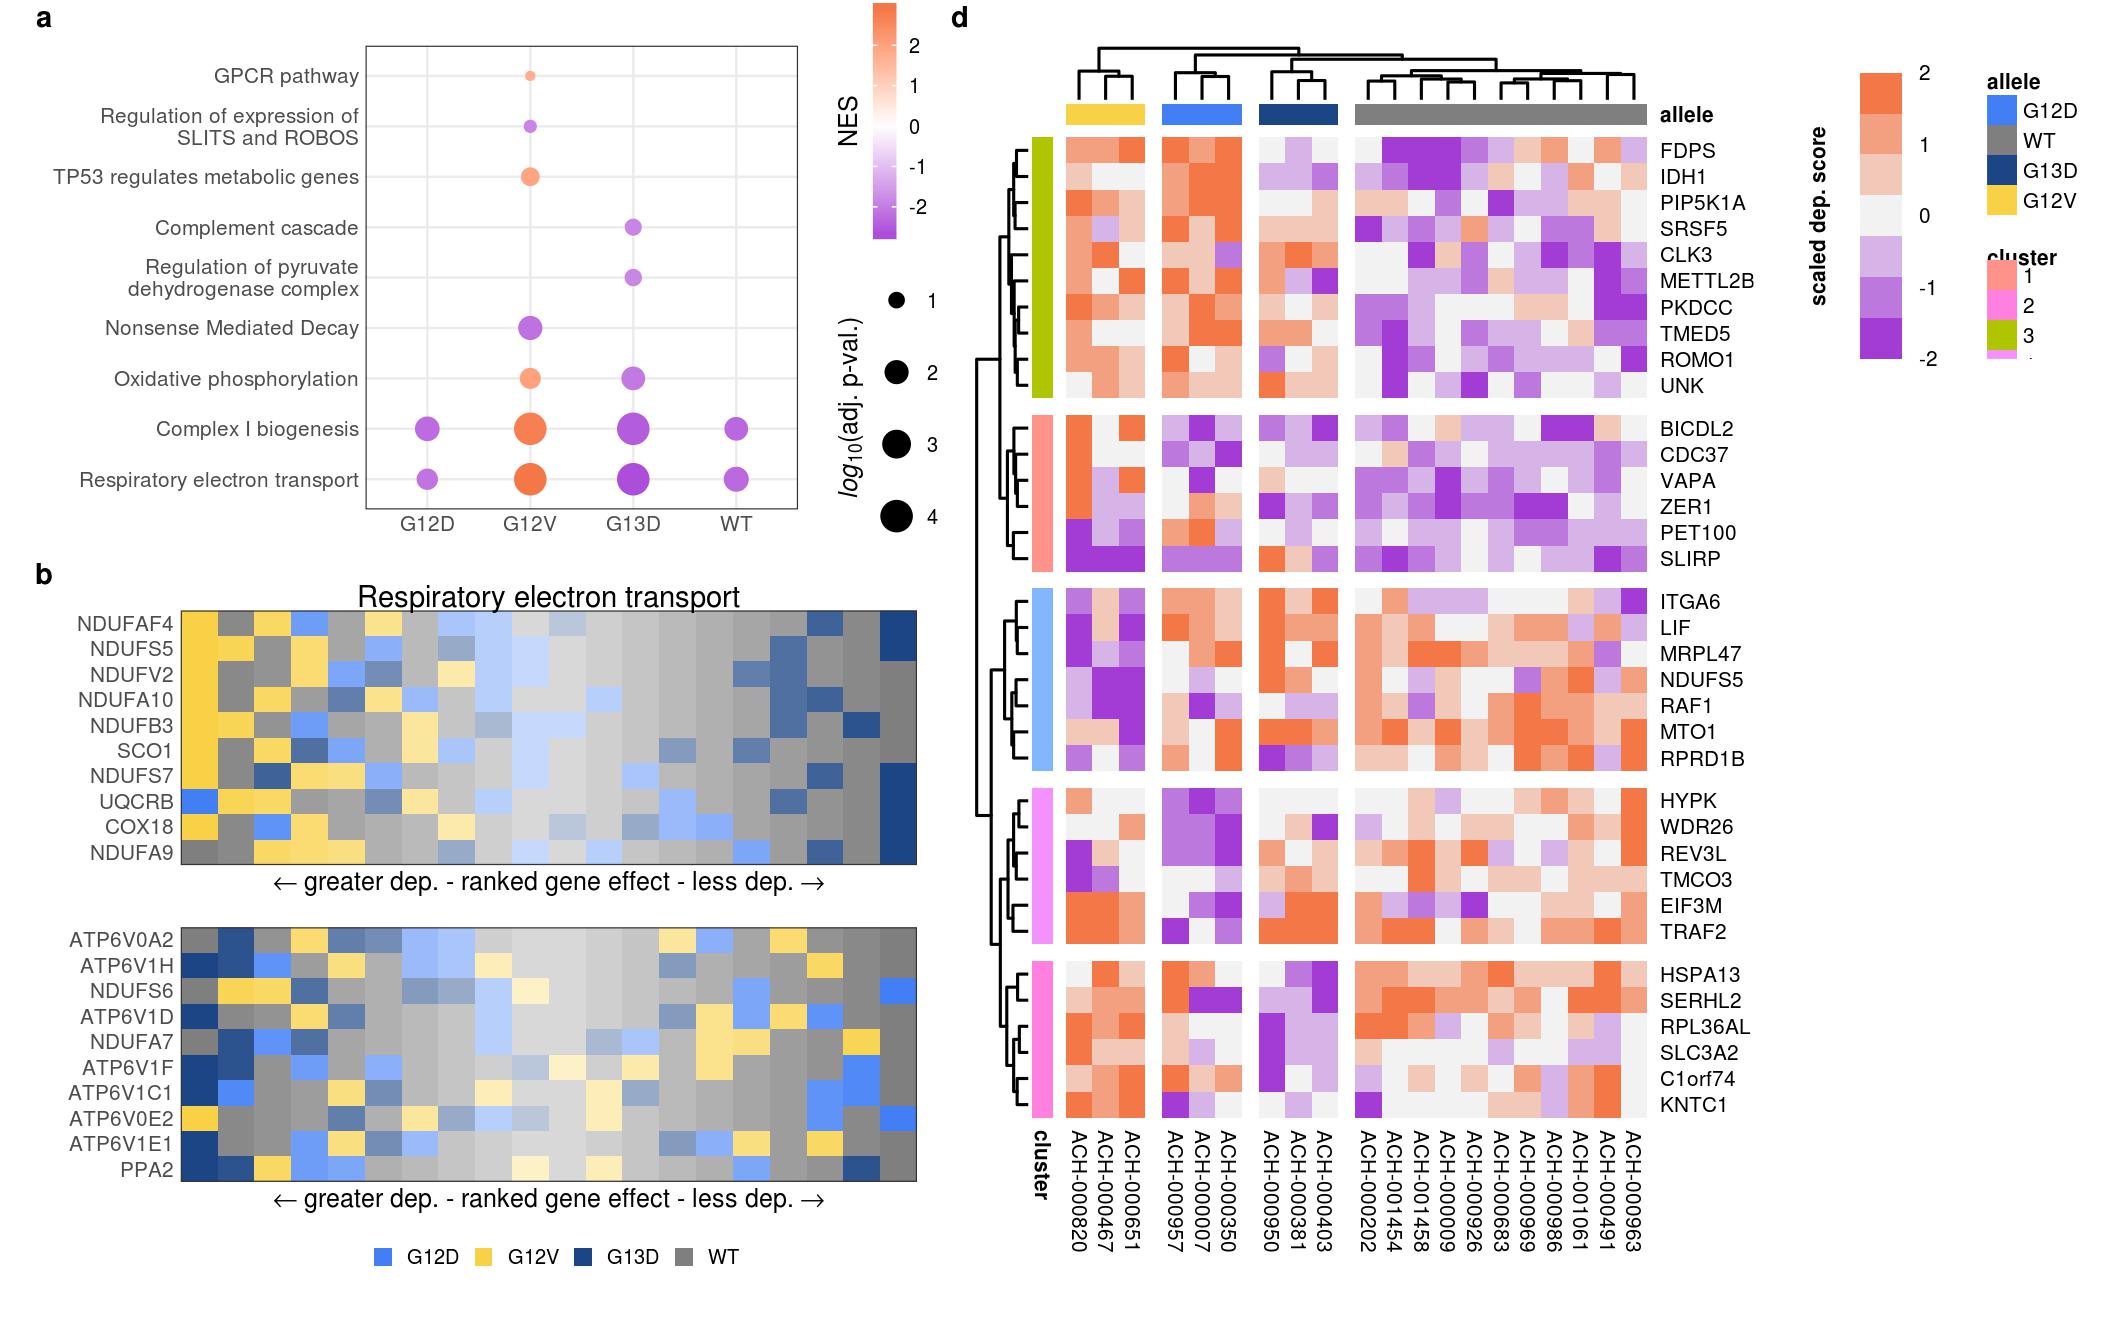 a
GPCR pathway
Regulation of expression of
SLITS and ROBOS
TP53 regulates metabolic genes
Complement cascade
Regulation of pyruvate
dehydrogenase complex
Nonsense Mediated Decay
Oxidative phosphorylation
Complex I biogenesis
Respiratory electron transport
G12D G12V G13D WT
NES
2
1
0
-1
-2
log10(adj. p-val.)
1
2
3
4
b
Respiratory electron transport
NDUFAF4
NDUFS5
NDUFV2
NDUFA10
NDUFB3
SCO1
NDUFS7
UQCRB
COX18
NDUFA9
← greater dep. - ranked gene effect - less dep. →
ATP6V0A2
ATP6V1H
NDUFS6
ATP6V1D
NDUFA7
ATP6V1F
ATP6V1C1
ATP6V0E2
ATP6V1E1
PPA2
← greater dep. - ranked gene effect - less dep. →
G12D G12V G13D WT
d
allele
FDPS
IDH1
PIP5K1A
SRSF5
CLK3
METTL2B
PKDCC
TMED5
ROMO1
UNK
BICDL2
CDC37
VAPA
ZER1
PET100
SLIRP
ITGA6
LIF
MRPL47
NDUFS5
RAF1
MTO1
RPRD1B
HYPK
WDR26
REV3L
TMCO3
EIF3M
TRAF2
HSPA13
SERHL2
RPL36AL
SLC3A2
C1orf74
KNTC1
cluster
ACH-000820
ACH-000467
ACH-000651
ACH-000957
ACH-000007
ACH-000350
ACH-000950
ACH-000381
ACH-000403
ACH-000202
ACH-001454
ACH-001458
ACH-000009
ACH-000926
ACH-000683
ACH-000969
ACH-000986
ACH-001061
ACH-000491
ACH-000963
scaled dep. score
2
1
0
-1
-2
allele
G12D
WT
G13D
G12V
cluster
1
2
3